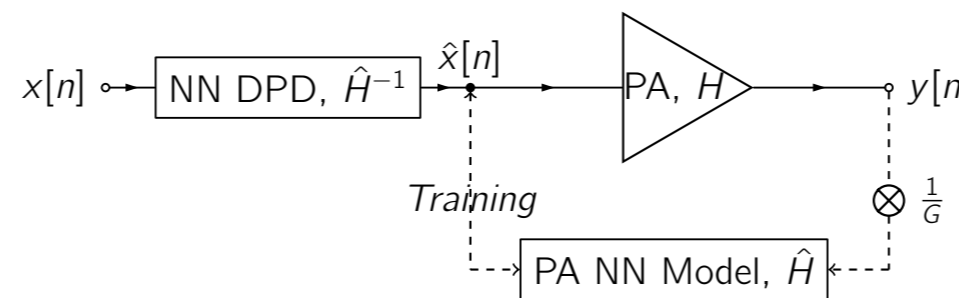 x̂[n]
x[n] NN DPD, Ĥ⁻¹ PA, H y[n
Training
1/G
PA NN Model, Ĥ